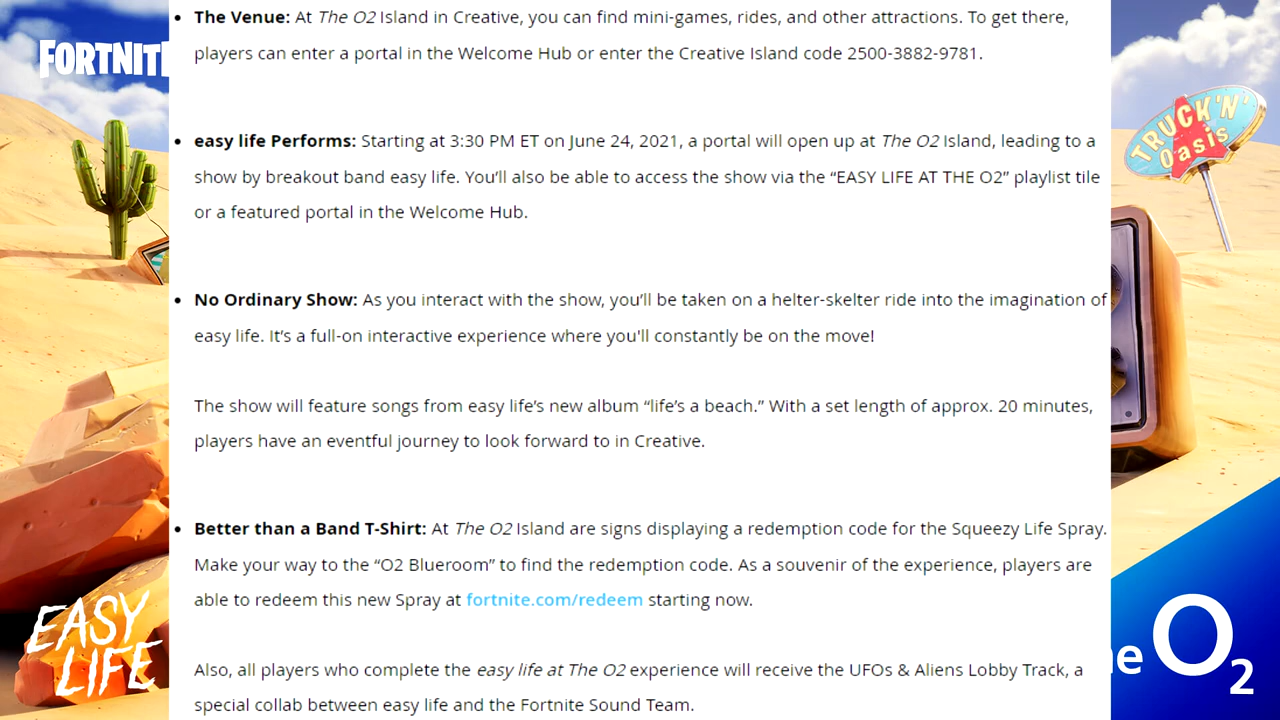 FORTNIT
TRUCK'N'
Oasis
• The Venue: At The O2 Island in Creative, you can find mini-games, rides, and other attractions. To get there,
players can enter a portal in the Welcome Hub or enter the Creative Island code 2500-3882-9781.
• easy life Performs: Starting at 3:30 PM ET on June 24, 2021, a portal will open up at The O2 Island, leading to a
show by breakout band easy life. You’ll also be able to access the show via the “EASY LIFE AT THE O2” playlist tile
or a featured portal in the Welcome Hub.
• No Ordinary Show: As you interact with the show, you’ll be taken on a helter-skelter ride into the imagination of
easy life. It’s a full-on interactive experience where you'll constantly be on the move!
The show will feature songs from easy life’s new album “life’s a beach.” With a set length of approx. 20 minutes,
players have an eventful journey to look forward to in Creative.
• Better than a Band T-Shirt: At The O2 Island are signs displaying a redemption code for the Squeezy Life Spray.
Make your way to the “O2 Blueroom” to find the redemption code. As a souvenir of the experience, players are
able to redeem this new Spray at fortnite.com/redeem starting now.
Also, all players who complete the easy life at The O2 experience will receive the UFOs & Aliens Lobby Track, a
special collab between easy life and the Fortnite Sound Team.
EASY
LIFE
he O2